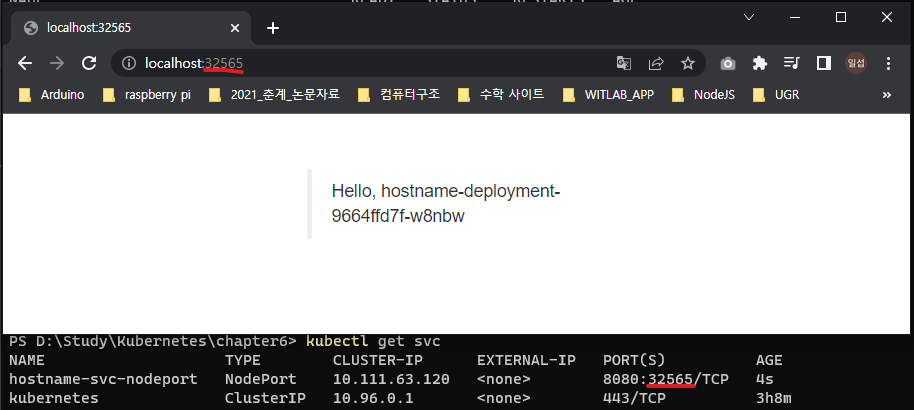 localhost:32565
localhost:32565
일섭
Arduino raspberry pi 2021_춘계_논문자료 컴퓨터구조 수학 사이트 WITLAB_APP NodeJS UGR »
Hello, hostname-deployment-
9664ffd7f-w8nbw
PS D:\Study\Kubernetes\chapter6> kubectl get svc
NAME TYPE CLUSTER-IP EXTERNAL-IP PORT(S) AGE
hostname-svc-nodeport NodePort 10.111.63.120 <none> 8080:32565/TCP 4s
kubernetes ClusterIP 10.96.0.1 <none> 443/TCP 3h8m